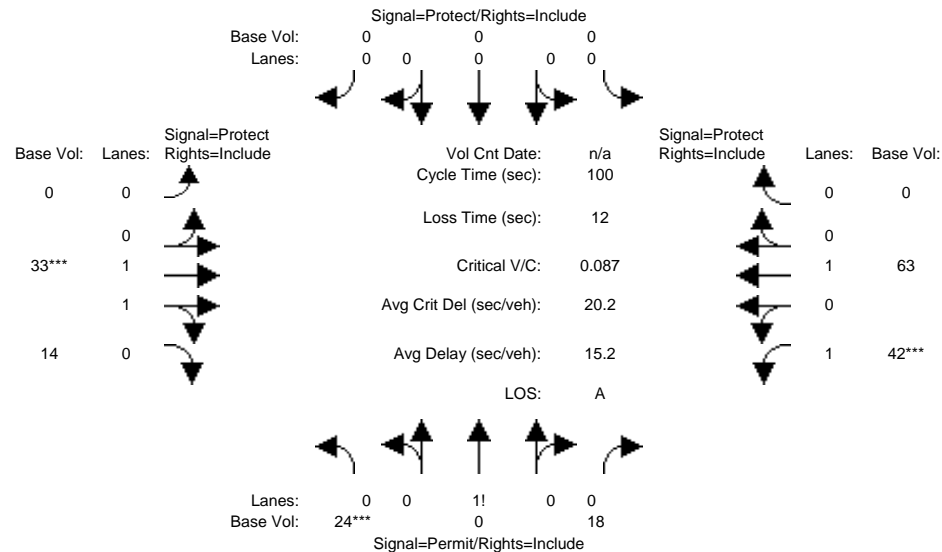 Signal=Protect/Rights=Include
Base Vol: 0 0 0
Lanes: 0 0 0 0 0
Signal=Protect Signal=Protect
Base Vol: Lanes: Rights=Include Vol Cnt Date: n/a Rights=Include Lanes: Base Vol:
Cycle Time (sec): 100
0 0 0 0
Loss Time (sec): 12
0 0
33*** 1 Critical V/C: 0.087 1 63
1 Avg Crit Del (sec/veh): 20.2 0
14 0 Avg Delay (sec/veh): 15.2 1 42***
LOS: A
Lanes: 0 0 1! 0 0
Base Vol: 24*** 0 18
Signal=Permit/Rights=Include